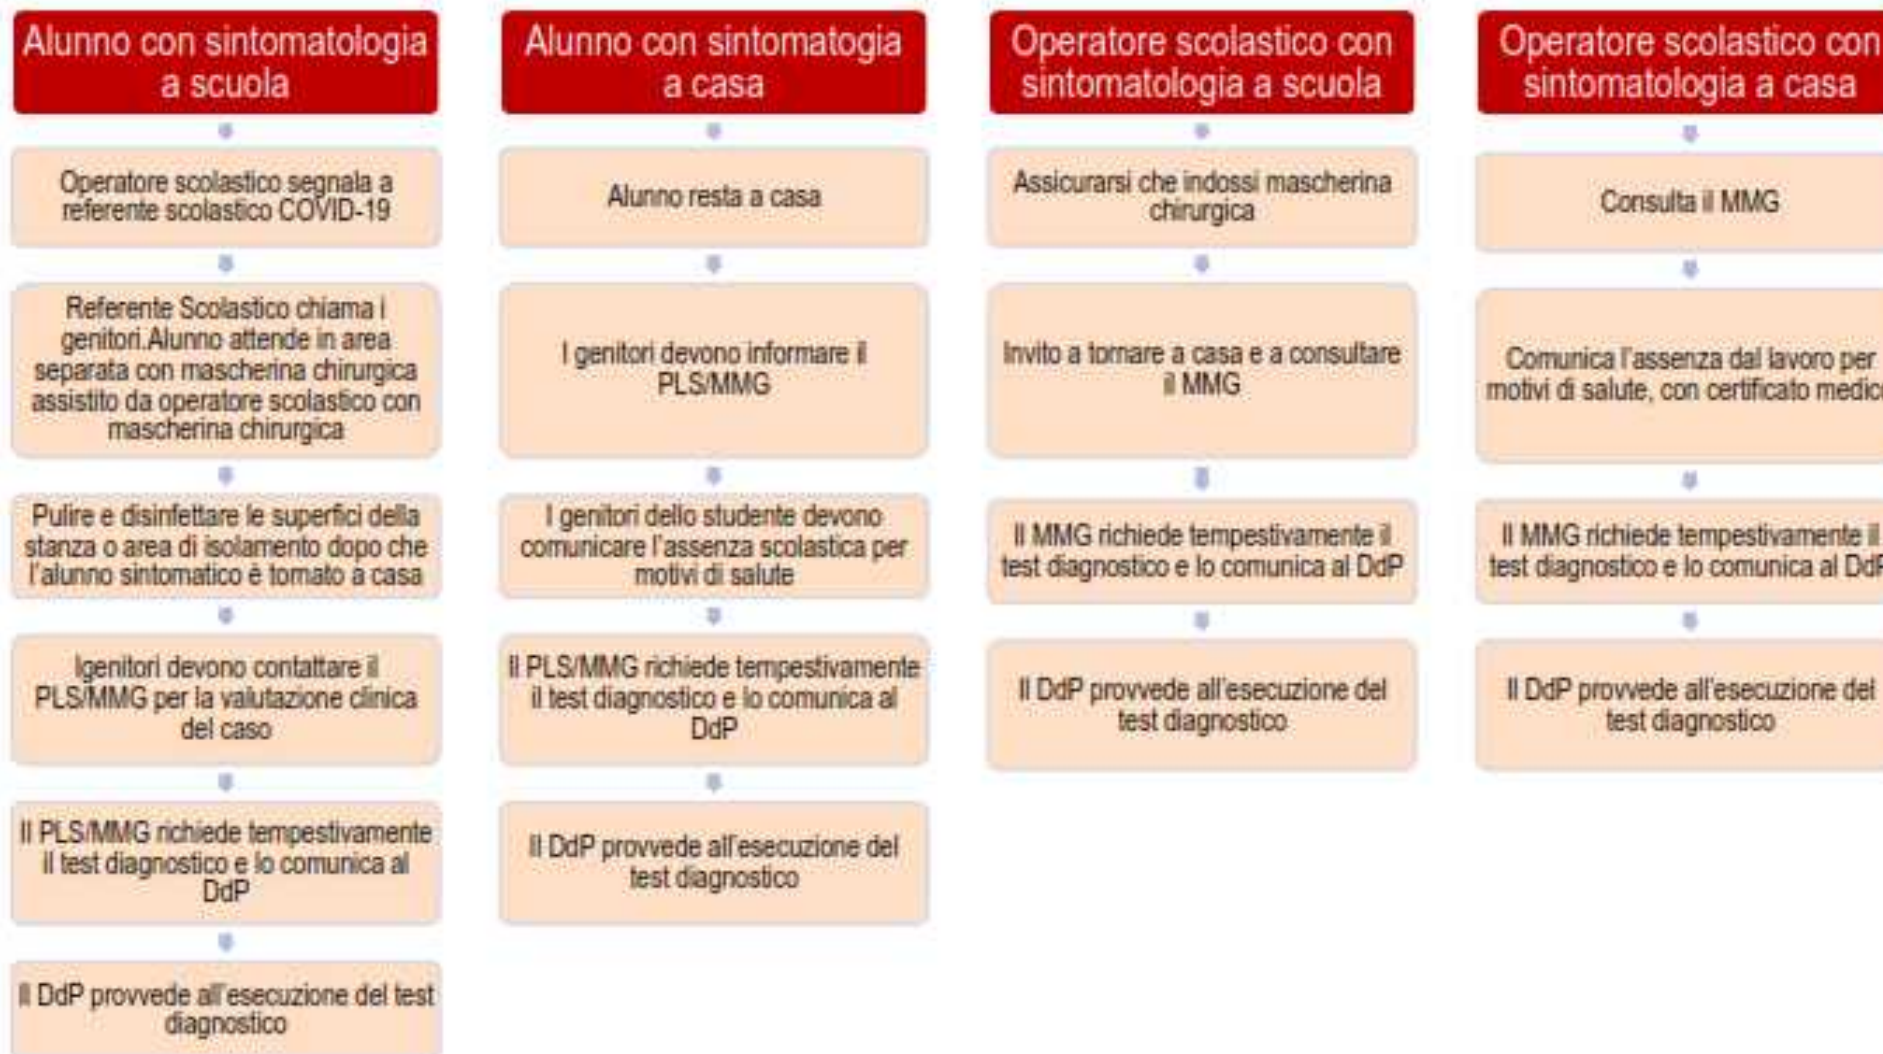 Alunno con sintomatologia
a scuola
Operatore scolastico segnala a
referente scolastico COVID-19
Referente Scolastico chiama i
genitori.Alunno attende in area
separata con mascherina chirurgica
assistito da operatore scolastico con
mascherina chirurgica
Pulire e disinfettare le superfici della
stanza o area di isolamento dopo che
l'alunno sintomatico è tornato a casa
Igenitori devono contattare il
PLS/MMG per la valutazione clinica
del caso
Il PLS/MMG richiede tempestivamente
il test diagnostico e lo comunica al
DdP
Il DdP provvede all'esecuzione del test
diagnostico
Alunno con sintomatogia
a casa
Alunno resta a casa
I genitori devono informare il
PLS/MMG
I genitori dello studente devono
comunicare l'assenza scolastica per
motivi di salute
Il PLS/MMG richiede tempestivamente
il test diagnostico e lo comunica al
DdP
Il DdP provvede all'esecuzione del
test diagnostico
Operatore scolastico con
sintomatologia a scuola
Assicurarsi che indossi mascherina
chirurgica
Invito a tornare a casa e a consultare
il MMG
Il MMG richiede tempestivamente il
test diagnostico e lo comunica al DdP
Il DdP provvede all'esecuzione del
test diagnostico
Operatore scolastico con
sintomatologia a casa
Consulta il MMG
Comunica l'assenza dal lavoro per
motivi di salute, con certificato medico
Il MMG richiede tempestivamente il
test diagnostico e lo comunica al DdP
Il DdP provvede all'esecuzione del
test diagnostico